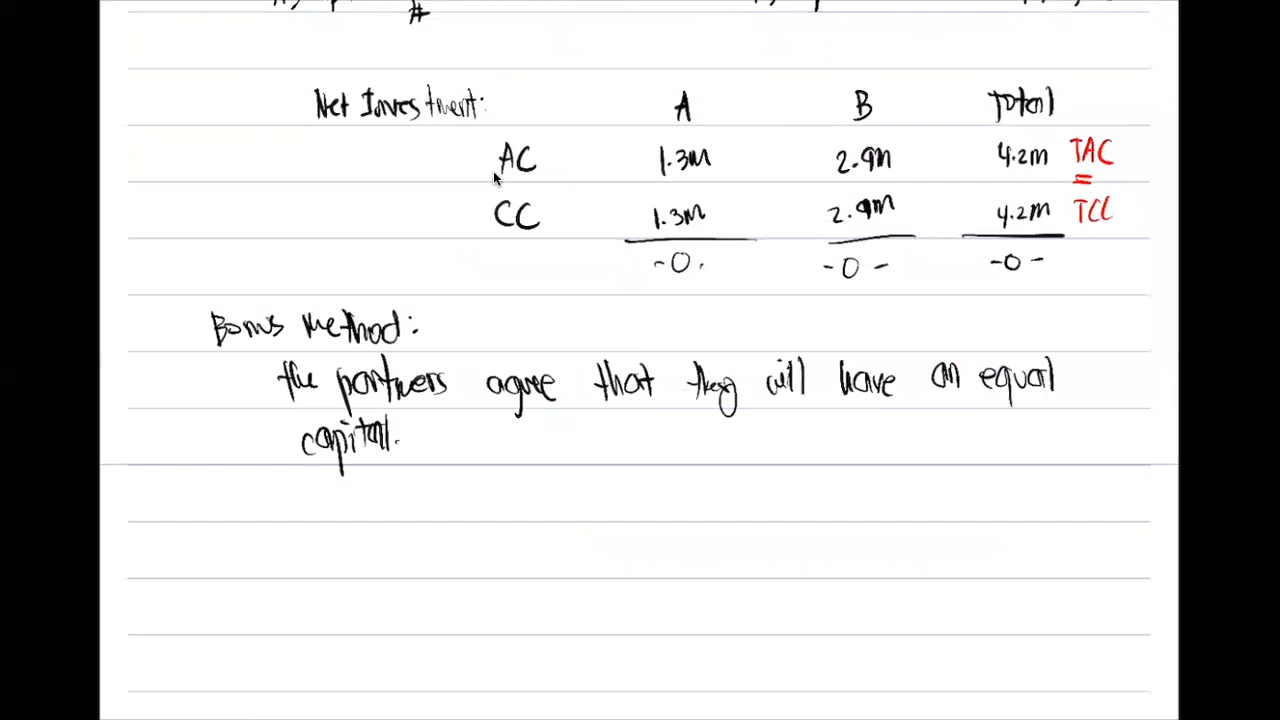 #
Net Investment: A B Total
AC 1.3M 2.9M 4.2M TAC
=
CC 1.3M 2.9M 4.2M TCC
-0- -0- -0-
Bonus Method:
the partners agree that they will have an equal
capital.